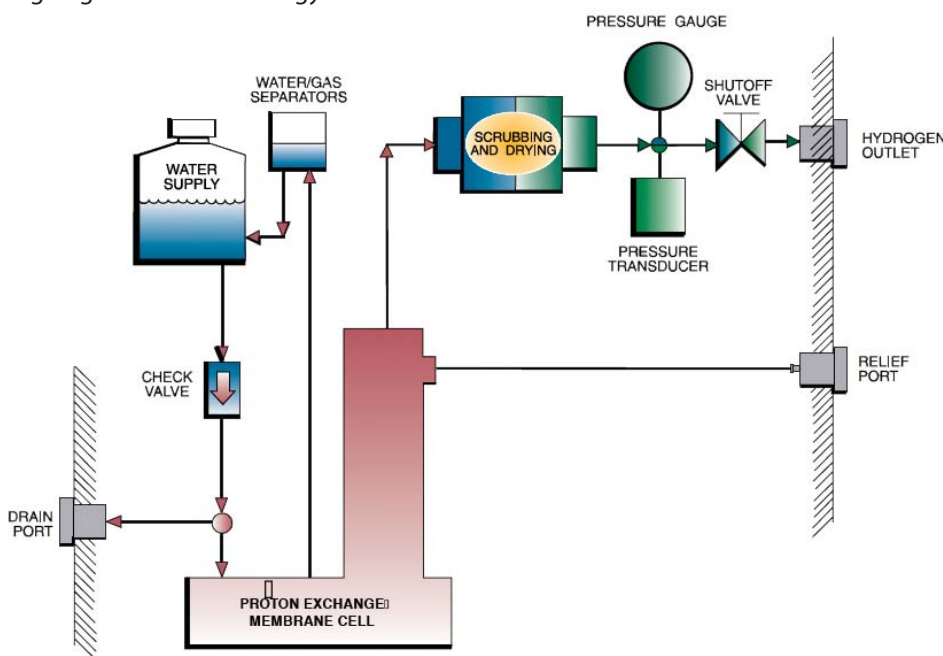 PRESSURE GAUGE
WATER/GAS
SEPARATORS
SHUTOFF
VALVE
SCRUBBING
AND DRYING
HYDROGEN
OUTLET
WATER
SUPPLY
PRESSURE
TRANSDUCER
CHECK
VALVE
RELIEF
PORT
DRAIN
PORT
PROTON EXCHANGE
MEMBRANE CELL